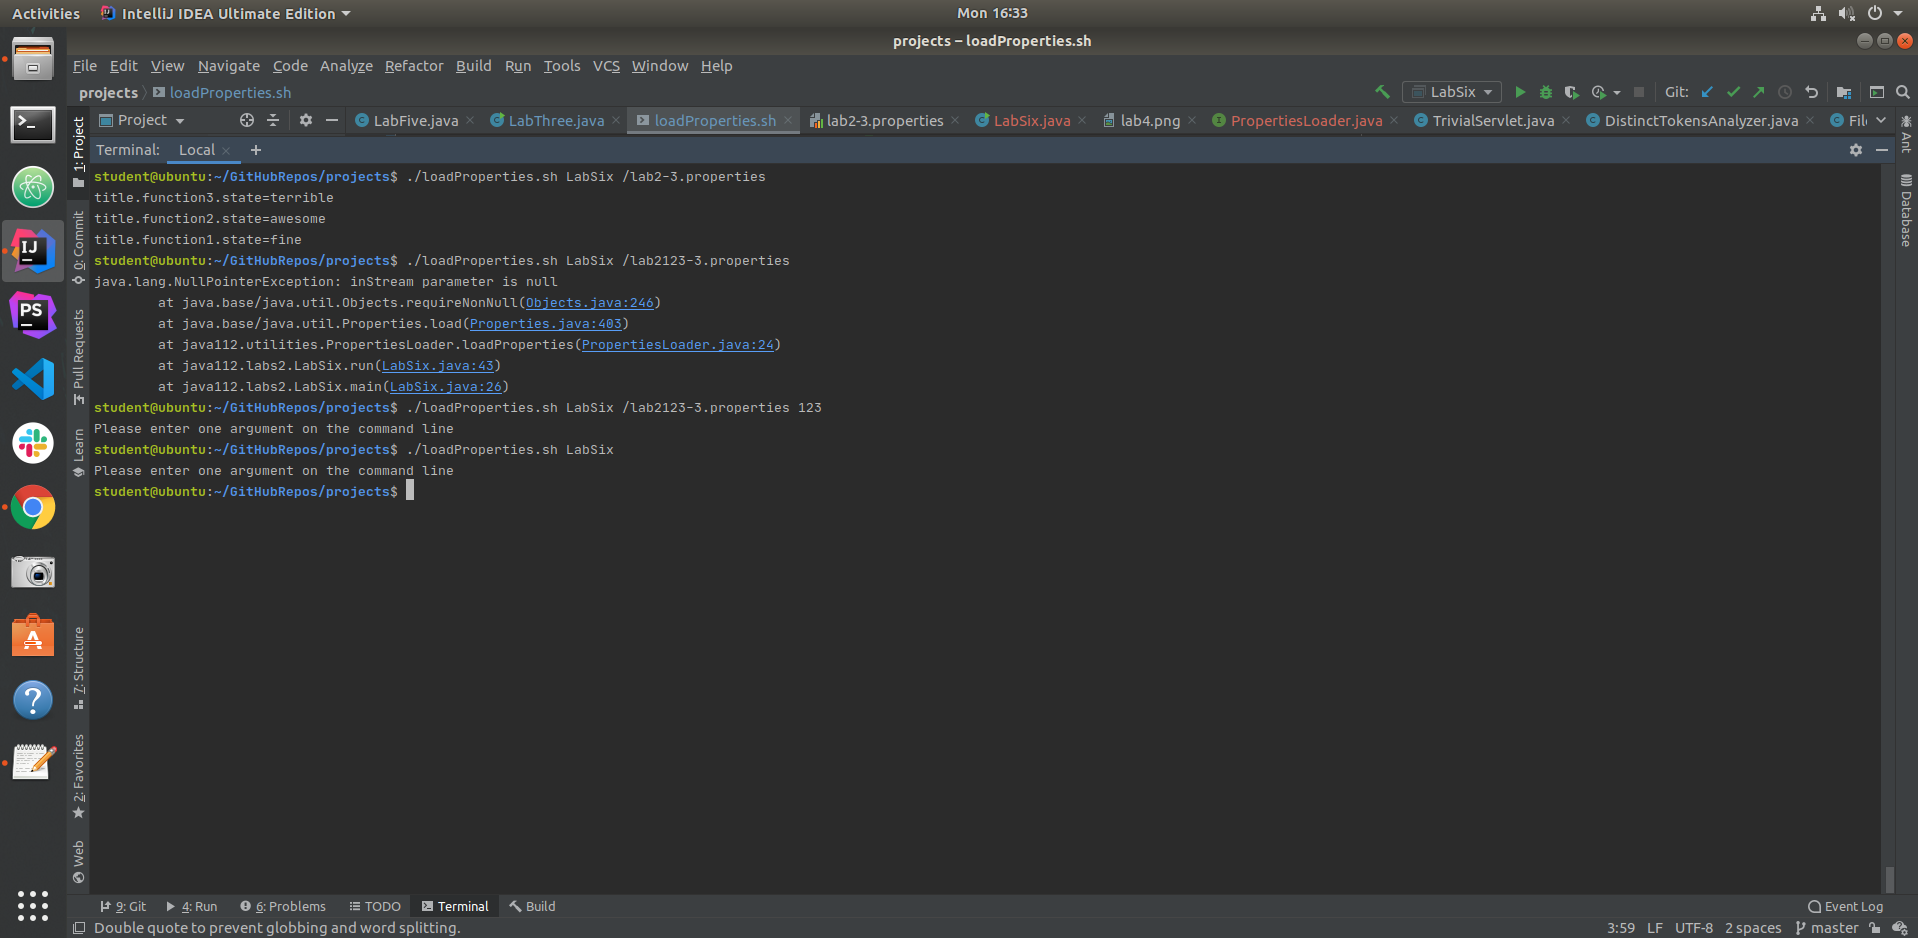 Activities IntelliJ IDEA Ultimate Edition Mon 16:33
projects – loadProperties.sh
File Edit View Navigate Code Analyze Refactor Build Run Tools VCS Window Help
projects loadProperties.sh LabSix Git:
Project LabFive.java LabThree.java loadProperties.sh lab2-3.properties LabSix.java lab4.png PropertiesLoader.java TrivialServlet.java DistinctTokensAnalyzer.java Fil
Terminal: Local +
student@ubuntu:~/GitHubRepos/projects$ ./loadProperties.sh LabSix /lab2-3.properties
title.function3.state=terrible
title.function2.state=awesome
title.function1.state=fine
student@ubuntu:~/GitHubRepos/projects$ ./loadProperties.sh LabSix /lab2123-3.properties
java.lang.NullPointerException: inStream parameter is null
at java.base/java.util.Objects.requireNonNull(Objects.java:246)
at java.base/java.util.Properties.load(Properties.java:403)
at java112.utilities.PropertiesLoader.loadProperties(PropertiesLoader.java:24)
at java112.labs2.LabSix.run(LabSix.java:43)
at java112.labs2.LabSix.main(LabSix.java:26)
student@ubuntu:~/GitHubRepos/projects$ ./loadProperties.sh LabSix /lab2123-3.properties 123
Please enter one argument on the command line
student@ubuntu:~/GitHubRepos/projects$ ./loadProperties.sh LabSix
Please enter one argument on the command line
student@ubuntu:~/GitHubRepos/projects$
1: Project
0: Commit
Pull Requests
Learn
7: Structure
2: Favorites
Web
Ant
Database
IJ
PS
9: Git 4: Run 6: Problems TODO Terminal Build Event Log
Double quote to prevent globbing and word splitting. 3:59 LF UTF-8 2 spaces master